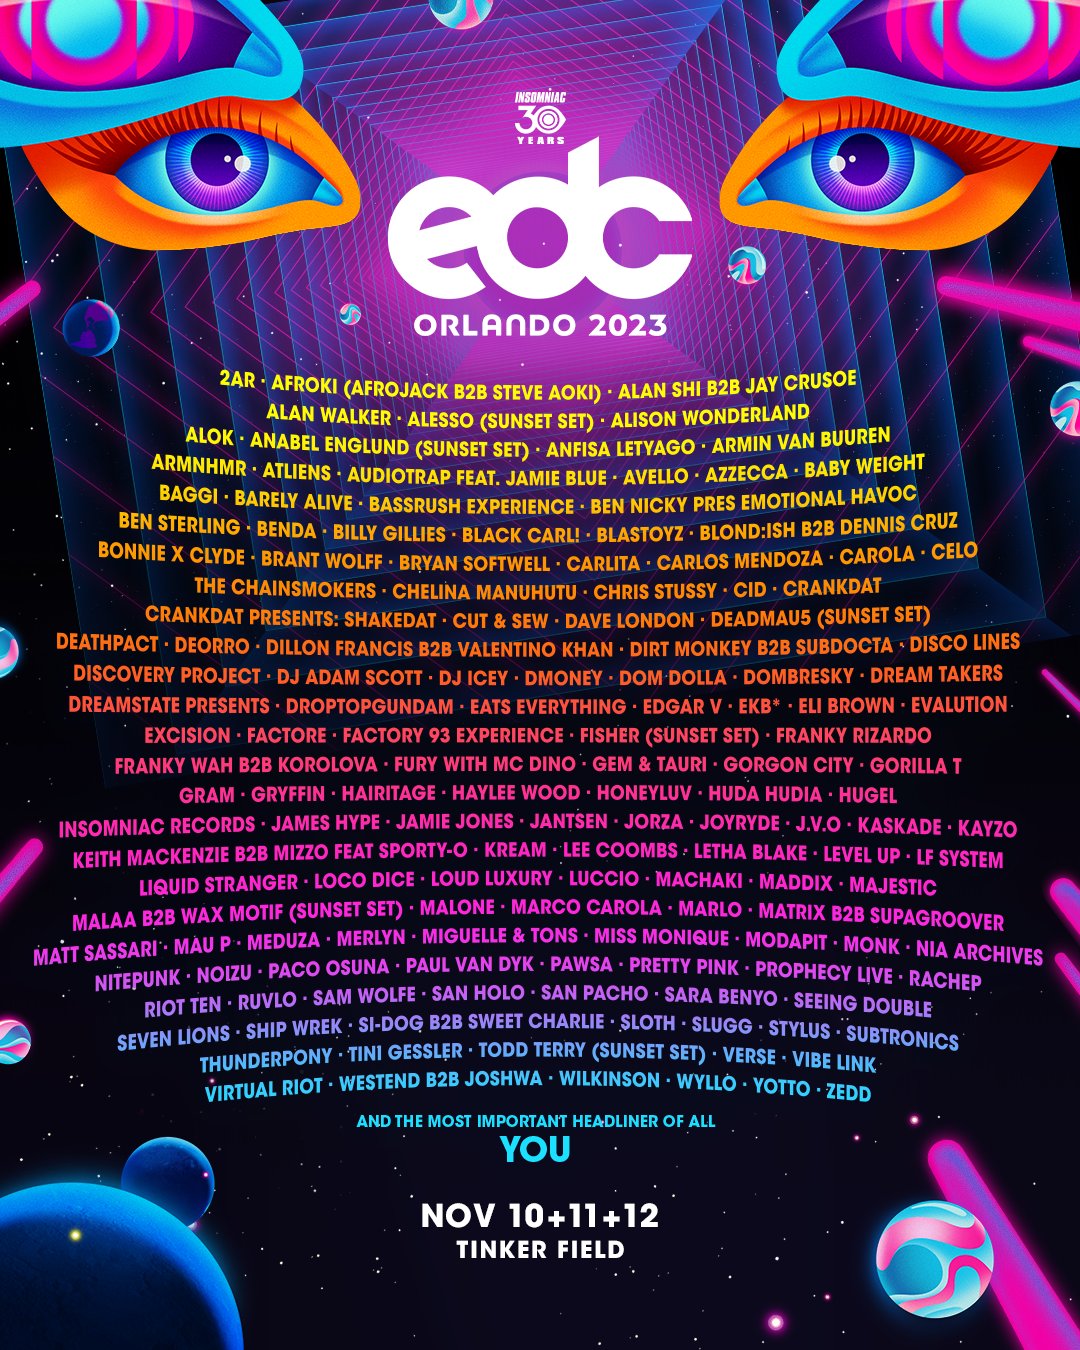 INSOMNIAC
30
YEARS
edc
ORLANDO 2023
2AR · AFROKI (AFROJACK B2B STEVE AOKI) · ALAN SHI B2B JAY CRUSOE
ALAN WALKER · ALESSO (SUNSET SET) · ALISON WONDERLAND
ALOK · ANABEL ENGLUND (SUNSET SET) · ANFISA LETYAGO · ARMIN VAN BUUREN
ARMNHMR · ATLIENS · AUDIOTRAP FEAT. JAMIE BLUE · AVELLO · AZZECCA · BABY WEIGHT
BAGGI · BARELY ALIVE · BASSRUSH EXPERIENCE · BEN NICKY PRES EMOTIONAL HAVOC
BEN STERLING · BENDA · BILLY GILLIES · BLACK CARL! · BLASTOYZ · BLOND:ISH B2B DENNIS CRUZ
BONNIE X CLYDE · BRANT WOLFF · BRYAN SOFTWELL · CARLITA · CARLOS MENDOZA · CAROLA · CELO
THE CHAINSMOKERS · CHELINA MANUHUTU · CHRIS STUSSY · CID · CRANKDAT
CRANKDAT PRESENTS: SHAKEDAT · CUT & SEW · DAVE LONDON · DEADMAU5 (SUNSET SET)
DEATHPACT · DEORRO · DILLON FRANCIS B2B VALENTINO KHAN · DIRT MONKEY B2B SUBDOCTA · DISCO LINES
DISCOVERY PROJECT · DJ ADAM SCOTT · DJ ICEY · DMONEY · DOM DOLLA · DOMBRESKY · DREAM TAKERS
DREAMSTATE PRESENTS · DROPTOPGUNDAM · EATS EVERYTHING · EDGAR V · EKB* · ELI BROWN · EVALUTION
EXCISION · FACTORE · FACTORY 93 EXPERIENCE · FISHER (SUNSET SET) · FRANKY RIZARDO
FRANKY WAH B2B KOROLOVA · FURY WITH MC DINO · GEM & TAURI · GORGON CITY · GORILLA T
GRAM · GRYFFIN · HAIRITAGE · HAYLEE WOOD · HONEYLUV · HUDA HUDIA · HUGEL
INSOMNIAC RECORDS · JAMES HYPE · JAMIE JONES · JANTSEN · JORZA · JOYRYDE · J.V.O · KASKADE · KAYZO
KEITH MACKENZIE B2B MIZZO FEAT SPORTY-O · KREAM · LEE COOMBS · LETHA BLAKE · LEVEL UP · LF SYSTEM
LIQUID STRANGER · LOCO DICE · LOUD LUXURY · LUCCIO · MACHAKI · MADDIX · MAJESTIC
MALAA B2B WAX MOTIF (SUNSET SET) · MALONE · MARCO CAROLA · MARLO · MATRIX B2B SUPAGROOVER
MATT SASSARI · MAU P · MEDUZA · MERLYN · MIGUELLE & TONS · MISS MONIQUE · MODAPIT · MONK · NIA ARCHIVES
NITEPUNK · NOIZU · PACO OSUNA · PAUL VAN DYK · PAWSA · PRETTY PINK · PROPHECY LIVE · RACHEP
RIOT TEN · RUVLO · SAM WOLFE · SAN HOLO · SAN PACHO · SARA BENYO · SEEING DOUBLE
SEVEN LIONS · SHIP WREK · SI-DOG B2B SWEET CHARLIE · SLOTH · SLUGG · STYLUS · SUBTRONICS
THUNDERPONY · TINI GESSLER · TODD TERRY (SUNSET SET) · VERSE · VIBE LINK
VIRTUAL RIOT · WESTEND B2B JOSHWA · WILKINSON · WYLLO · YOTTO · ZEDD
AND THE MOST IMPORTANT HEADLINER OF ALL
YOU
NOV 10+11+12
TINKER FIELD